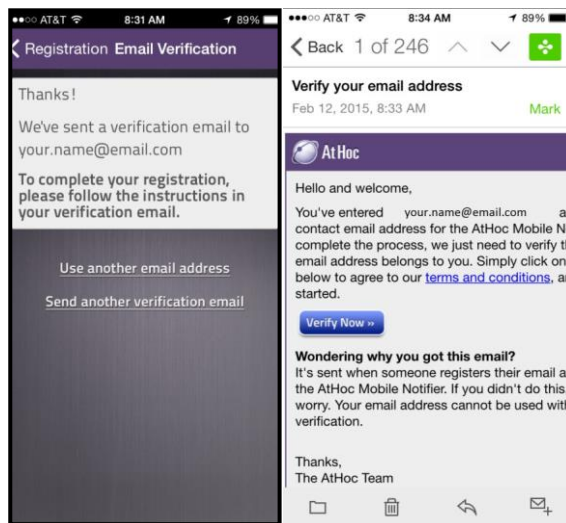 AT&T 8:31 AM 89%
Registration Email Verification
Thanks!
We've sent a verification email to
your.name@email.com
To complete your registration,
please follow the instructions in
your verification email.
Use another email address
Send another verification email
AT&T 8:34 AM 89%
Back 1 of 246
Verify your email address
Feb 12, 2015, 8:33 AM Mark
AtHoc
Hello and welcome,
You've entered your.name@email.com a
contact email address for the AtHoc Mobile N
complete the process, we just need to verify t
email address belongs to you. Simply click on
below to agree to our terms and conditions, a
started.
Verify Now »
Wondering why you got this email?
It's sent when someone registers their email a
the AtHoc Mobile Notifier. If you didn't do this
worry. Your email address cannot be used wit
verification.
Thanks,
The AtHoc Team